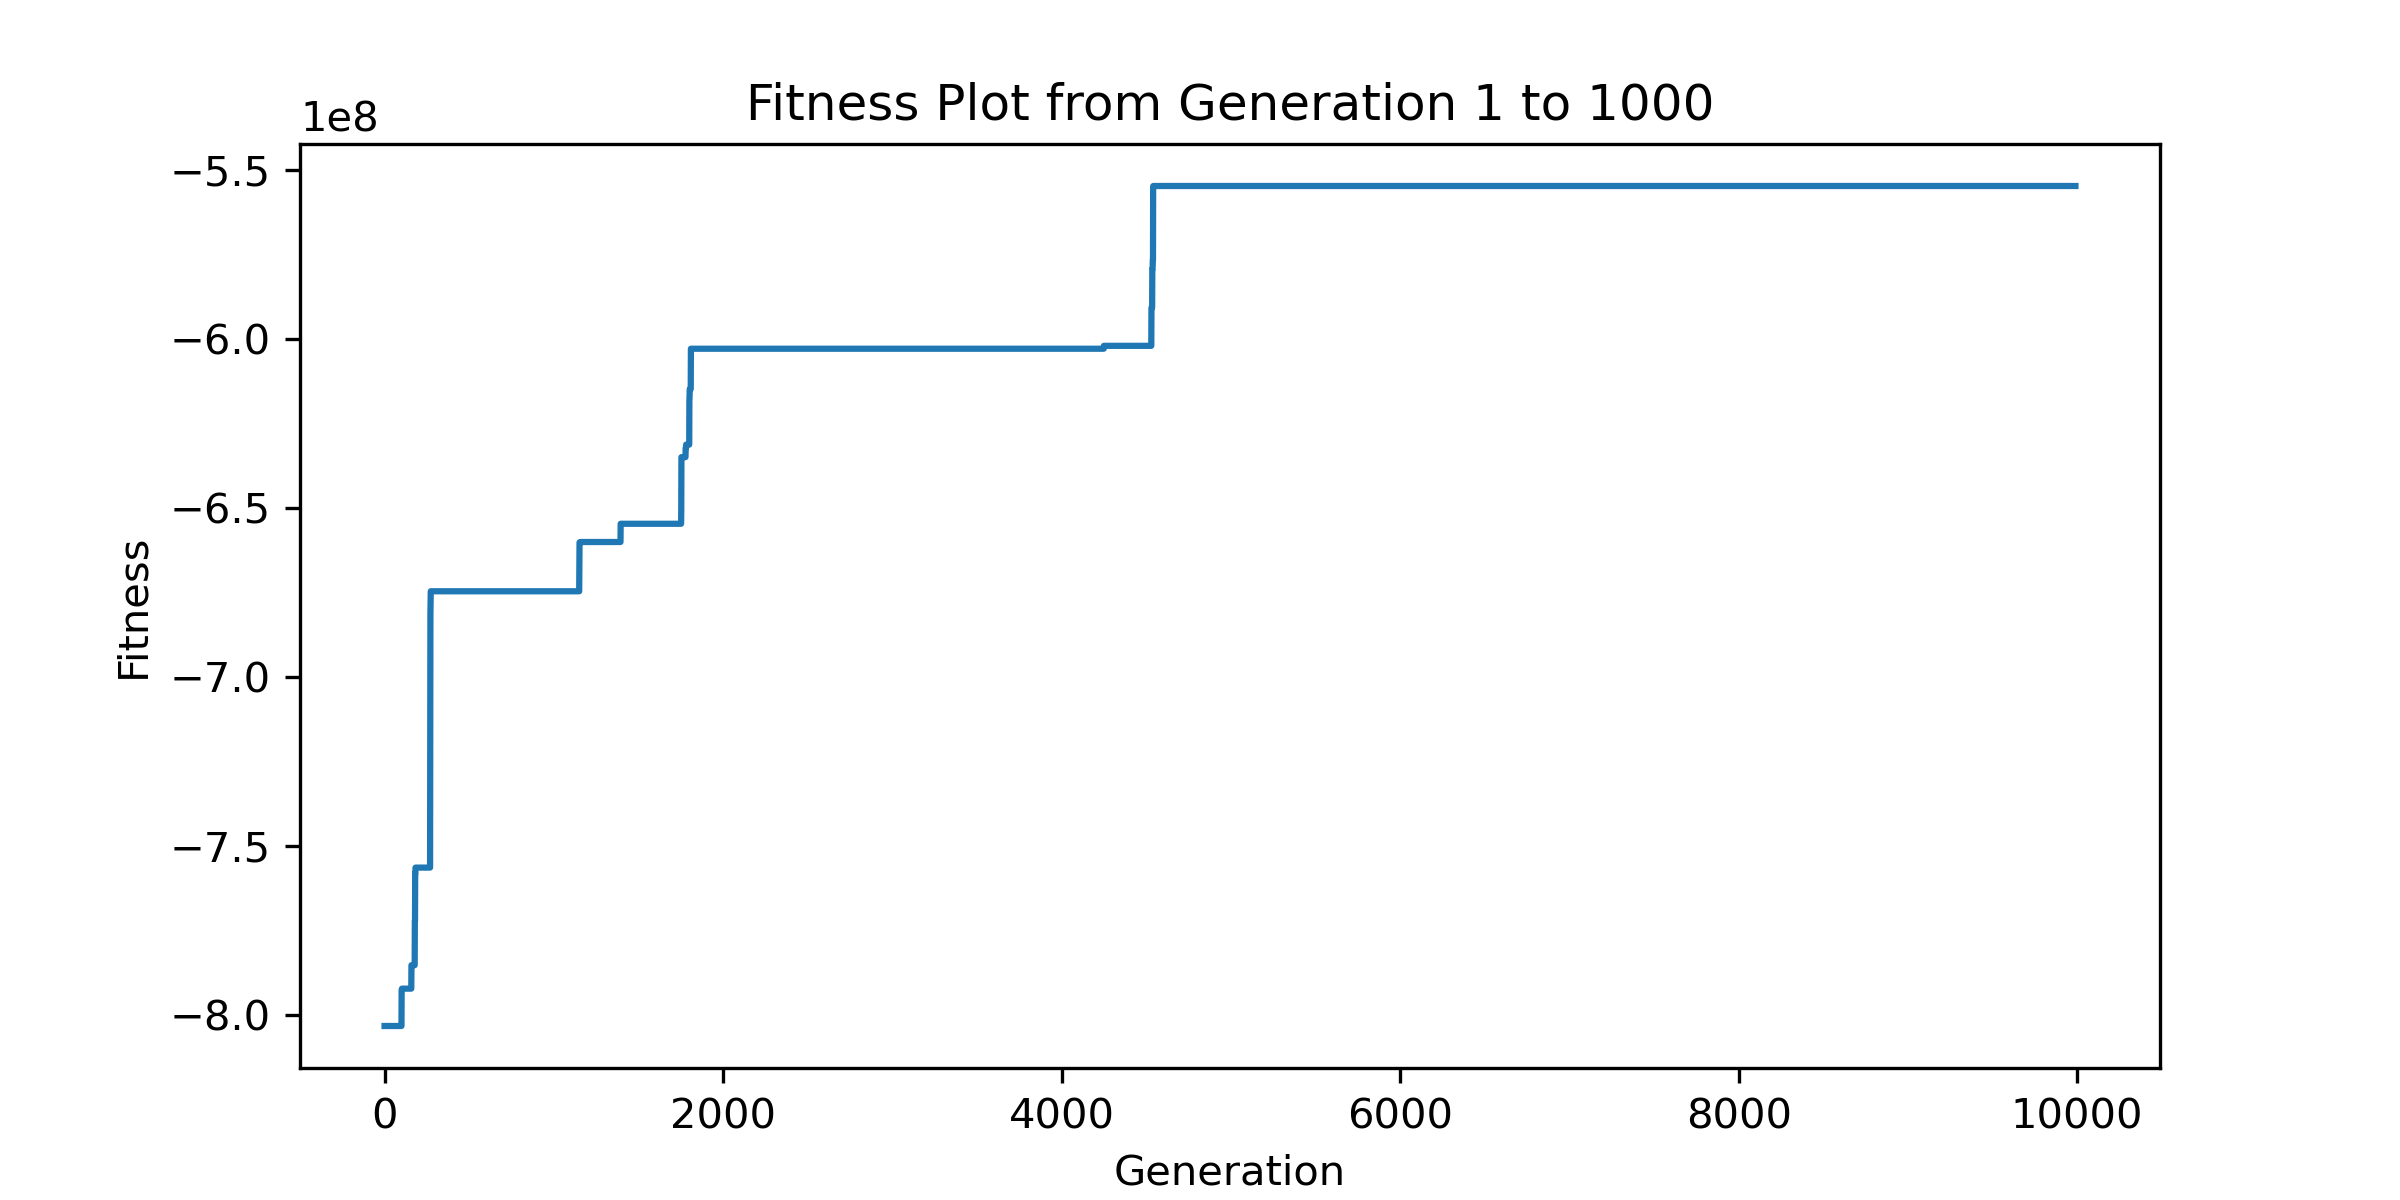 Fitness Plot from Generation 1 to 1000
1e8
−5.5
−6.0
−6.5
−7.0
−7.5
−8.0
Fitness
0 2000 4000 6000 8000 10000
Generation